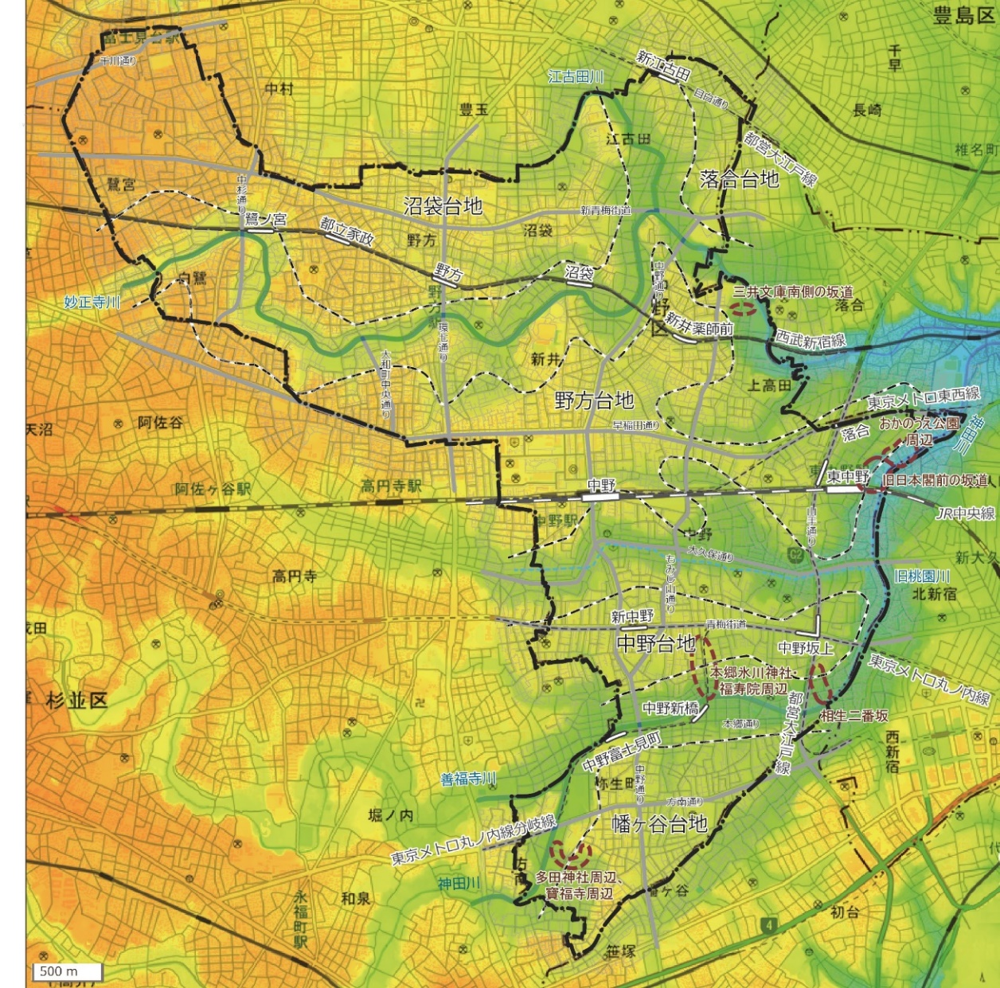 豊島区
富士見台駅
千川通り
新江古田
千早
江古田川
中村
目白通り
豊玉
長崎
江古田
都営大江戸線
椎名町
鷺宮
中杉通り
落合台地
沼袋台地
新青梅街道
鷺ノ宮
都立家政
野方
沼袋
野方
沼袋
中野通り
白鷺
三井文庫南側の坂道
落合
妙正寺川
新井薬師前
西武新宿線
環七通り
大和町中央通り
新井
上高田
野方台地
東京メトロ東西線
天沼
阿佐谷
早稲田通り
落合
おかのうえ公園
周辺
神田川
東中野
旧日本閣前の坂道
阿佐ヶ谷駅
高円寺駅
中野
JR中央線
中野駅
中野
山手通り
C2
大久保通り
新大久
もみじ山通り
旧桃園川
高円寺
北新宿
新中野
青梅街道
成田
中野台地
中野坂上
東京メトロ丸ノ内線
本郷氷川神社・
福寿院周辺
杉並区
中野新橋
都営大江戸線
相生二番坂
本郷通り
中野富士見町
西新宿
善福寺川
弥生町
中野通り
方南通り
堀ノ内
幡ヶ谷台地
東京メトロ丸ノ内線分岐線
方南
多田神社周辺、
寶福寺周辺
神田川
和泉
永福町駅
幡ヶ谷
初台
4
笹塚
500 m